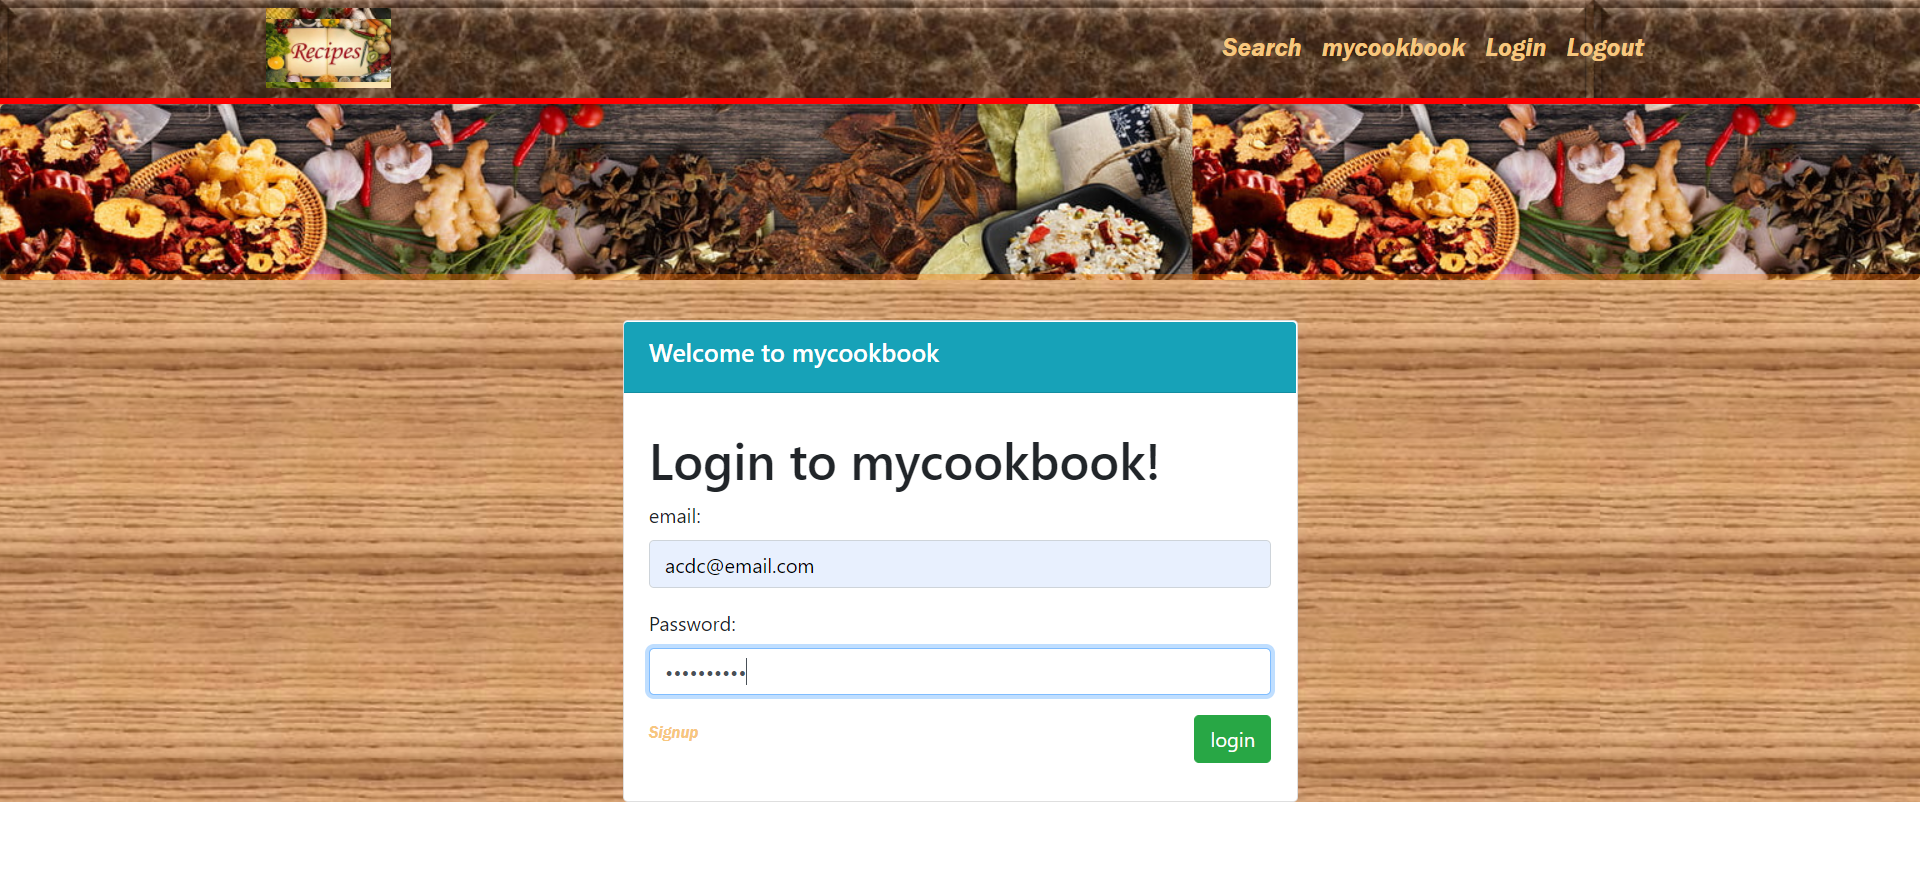 Recipes
Search mycookbook Login Logout
Welcome to mycookbook
Login to mycookbook!
email:
acdc@email.com
Password:
••••••••••
Signup
login